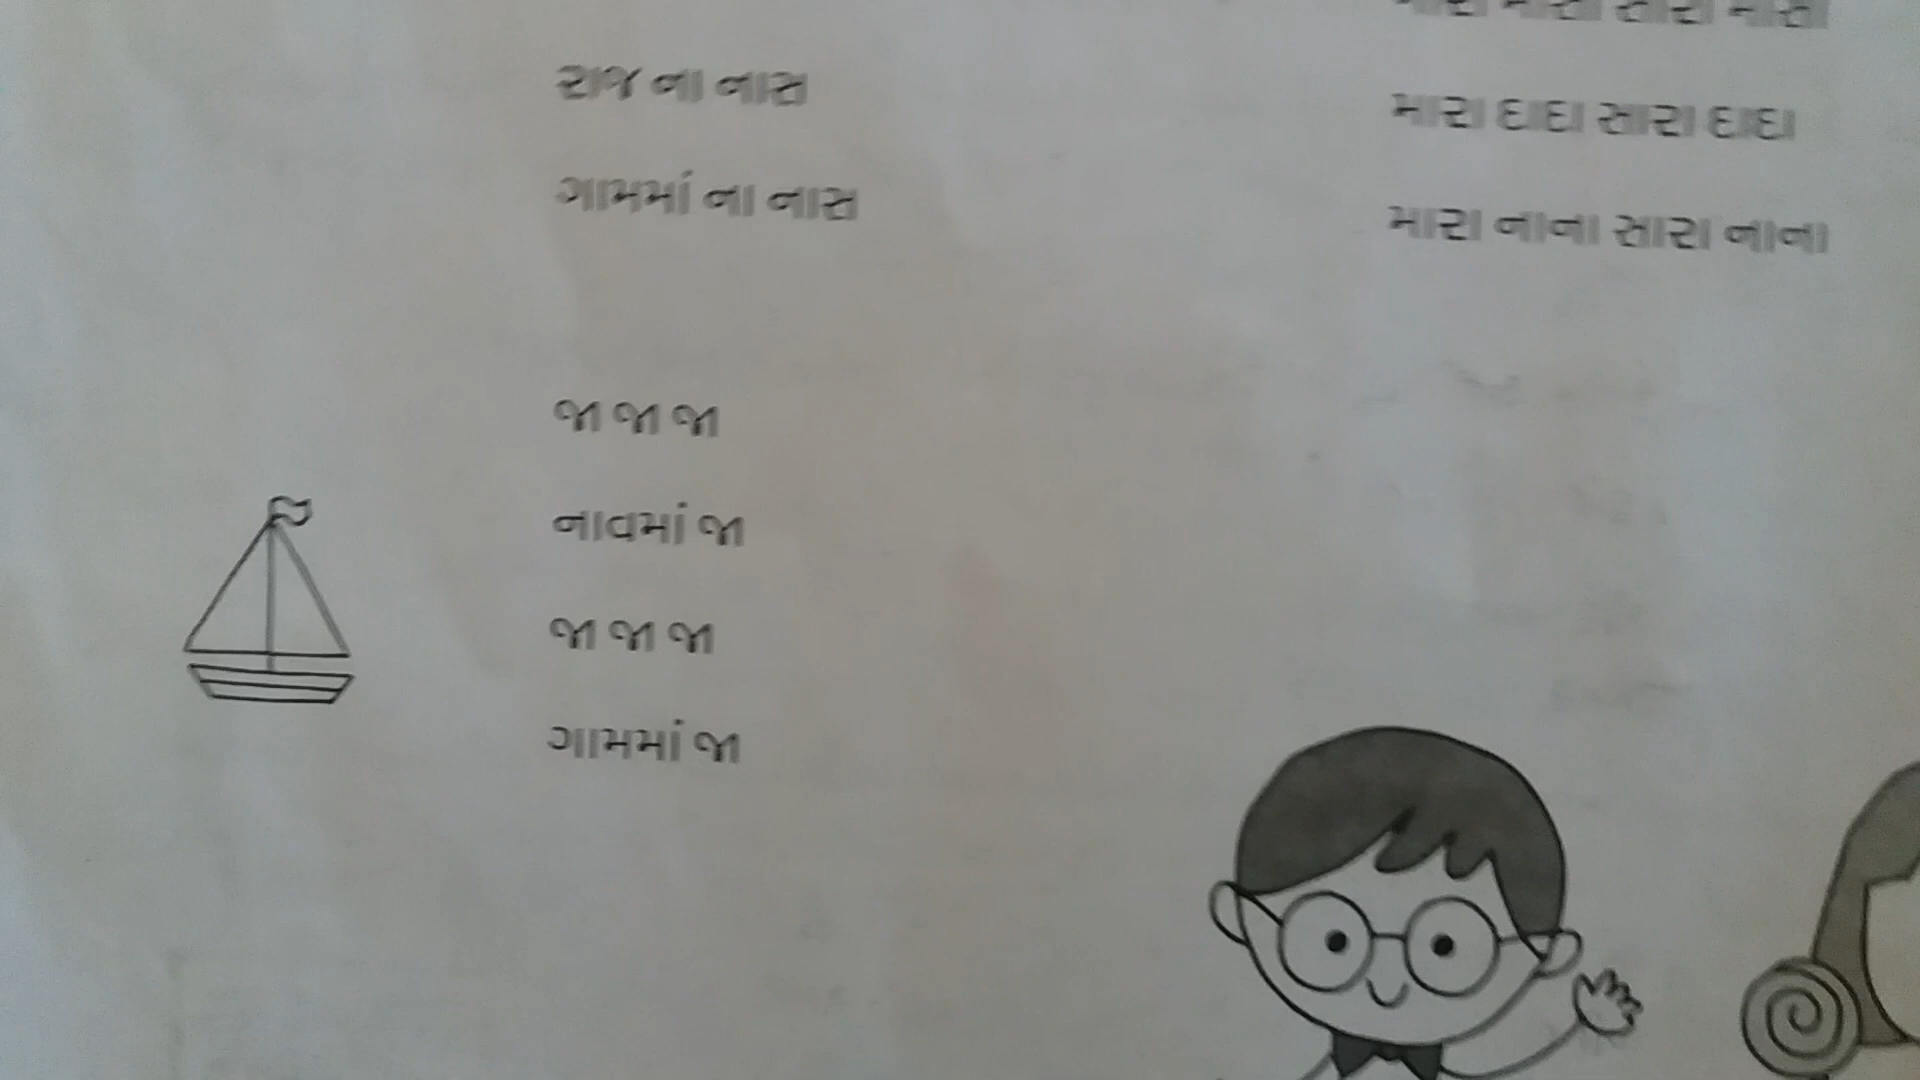 રાજ ના નાસ
ગામમાં ના નાસ
જા જા જા
નાવમાં જા
જા જા જા
ગામમાં જા
મારા દાદા સારા દાદા
મારા નાના સારા નાના